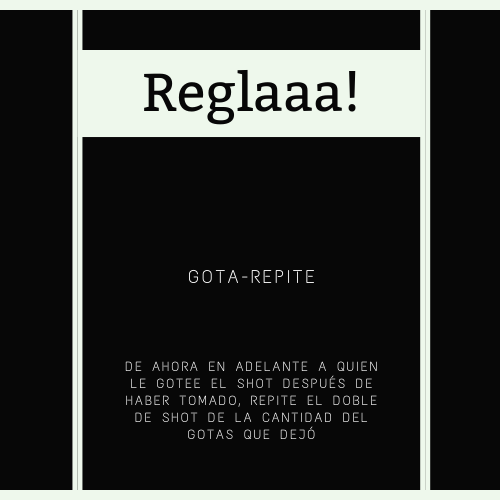 Reglaaa!
GOTA-REPITE
DE AHORA EN ADELANTE A QUIEN
LE GOTEE EL SHOT DESPUÉS DE
HABER TOMADO, REPITE EL DOBLE
DE SHOT DE LA CANTIDAD DEL
GOTAS QUE DEJÓ